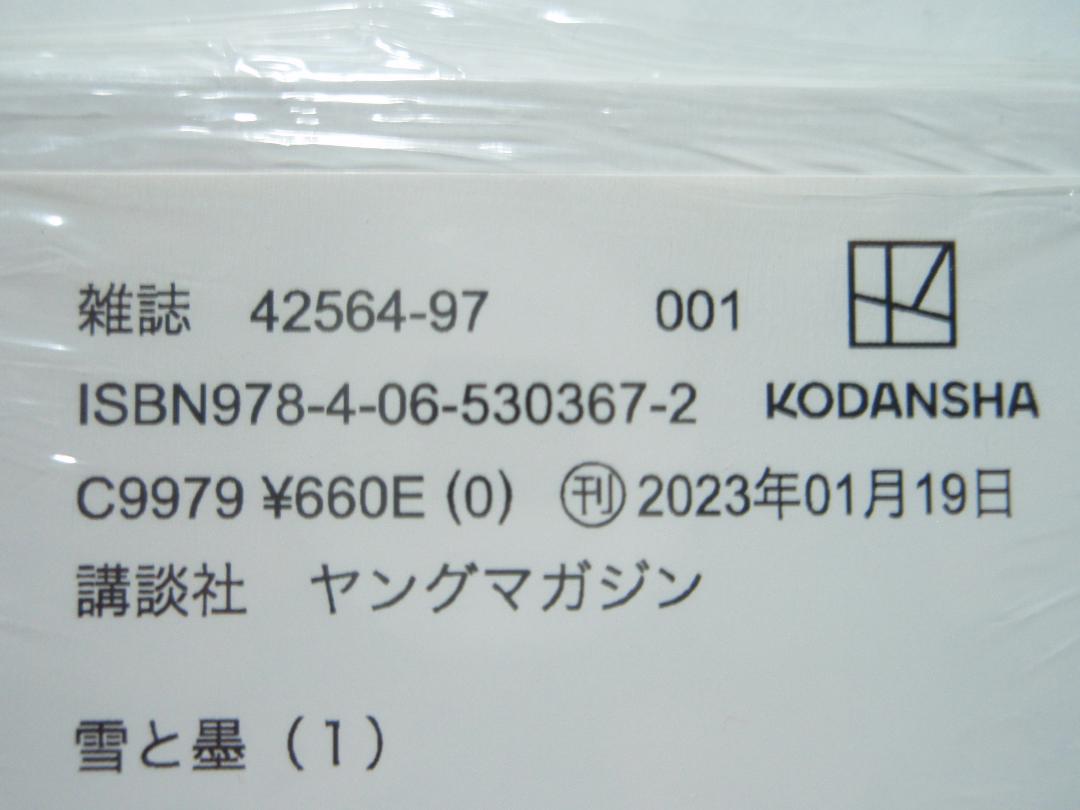 雑誌　42564-97　001
ISBN978-4-06-530367-2　KODANSHA
C9979 ¥660E (0)　㊞2023年01月19日
講談社　ヤングマガジン
雪と墨（1）